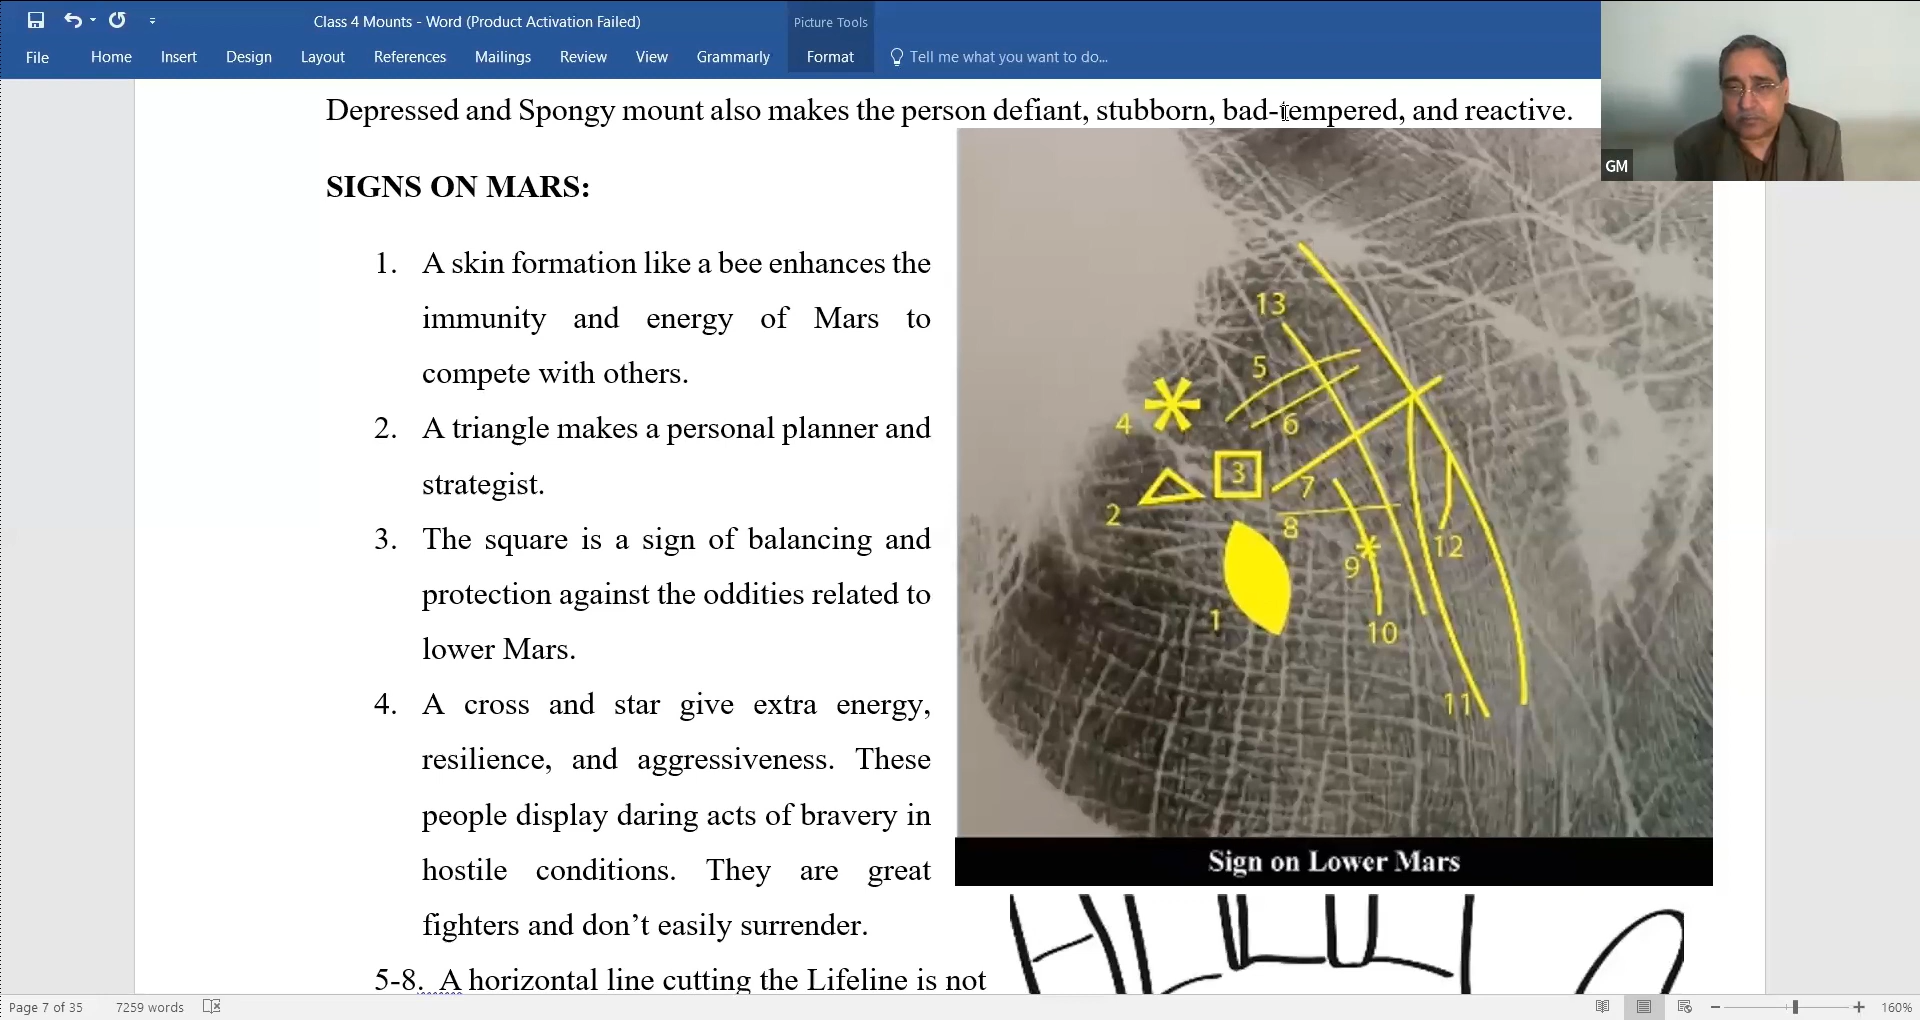 Class 4 Mounts - Word (Product Activation Failed)
Picture Tools
File Home Insert Design Layout References Mailings Review View Grammarly Format Tell me what you want to do...
Depressed and Spongy mount also makes the person defiant, stubborn, bad-tempered, and reactive.
GM
SIGNS ON MARS:
1. A skin formation like a bee enhances the
immunity and energy of Mars to
compete with others.
2. A triangle makes a personal planner and
strategist.
3. The square is a sign of balancing and
protection against the oddities related to
lower Mars.
4. A cross and star give extra energy,
resilience, and aggressiveness. These
people display daring acts of bravery in
hostile conditions. They are great
fighters and don’t easily surrender.
5-8. A horizontal line cutting the Lifeline is not
13
5
4
6
3
7
2
8
12
9
1
10
11
Sign on Lower Mars
Page 7 of 35 7259 words 160%